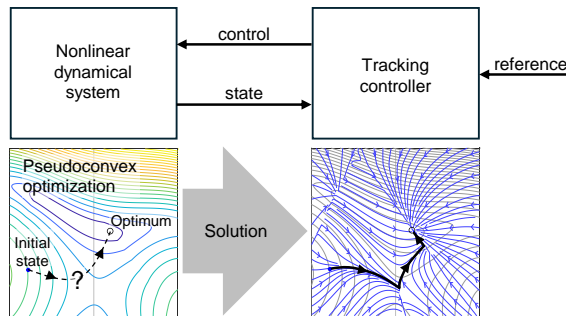 Nonlinear
dynamical
system
control
state
Tracking
controller
reference
Pseudoconvex
optimization
Optimum
Initial
state
?
Solution